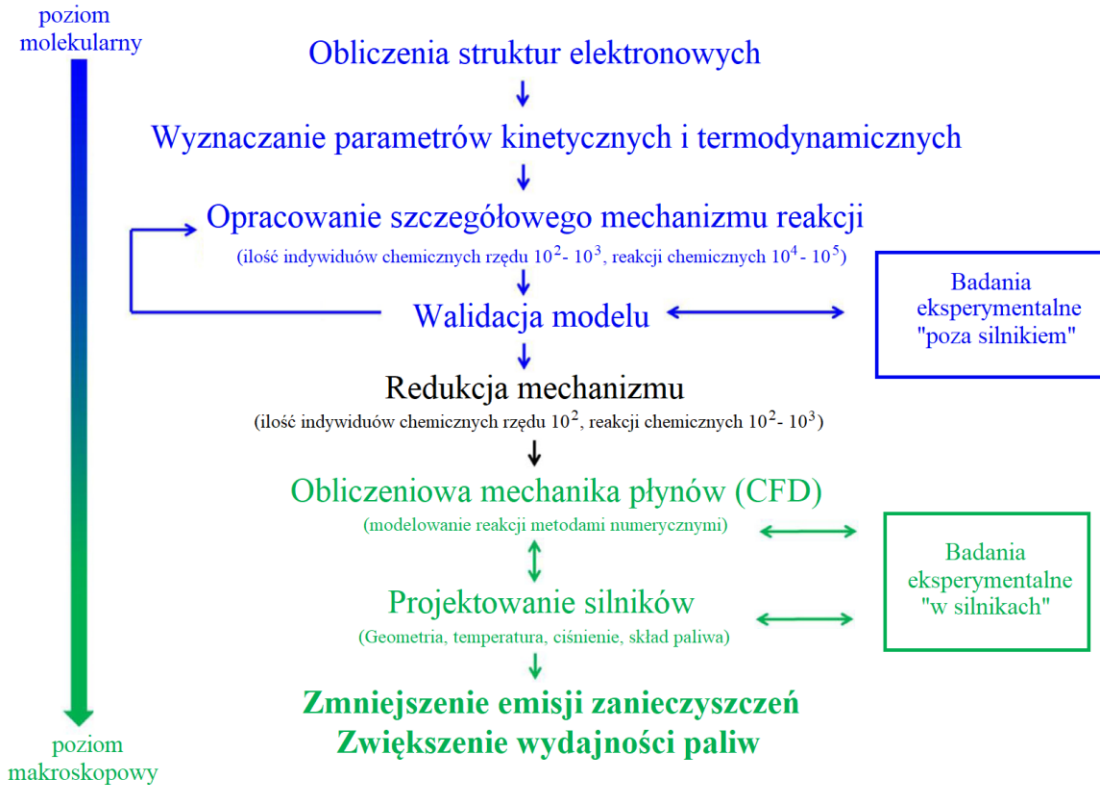 poziom
molekularny
Obliczenia struktur elektronowych
Wyznaczanie parametrów kinetycznych i termodynamicznych
Opracowanie szczegółowego mechanizmu reakcji
(ilość indywiduów chemicznych rzędu 10²- 10³, reakcji chemicznych 10⁴ - 10⁵)
Walidacja modelu
Badania
eksperymentalne
"poza silnikiem"
Redukcja mechanizmu
(ilość indywiduów chemicznych rzędu 10², reakcji chemicznych 10²- 10³)
Obliczeniowa mechanika płynów (CFD)
(modelowanie reakcji metodami numerycznymi)
Projektowanie silników
(Geometria, temperatura, ciśnienie, skład paliwa)
Badania
eksperymentalne
"w silnikach"
Zmniejszenie emisji zanieczyszczeń
Zwiększenie wydajności paliw
poziom
makroskopowy